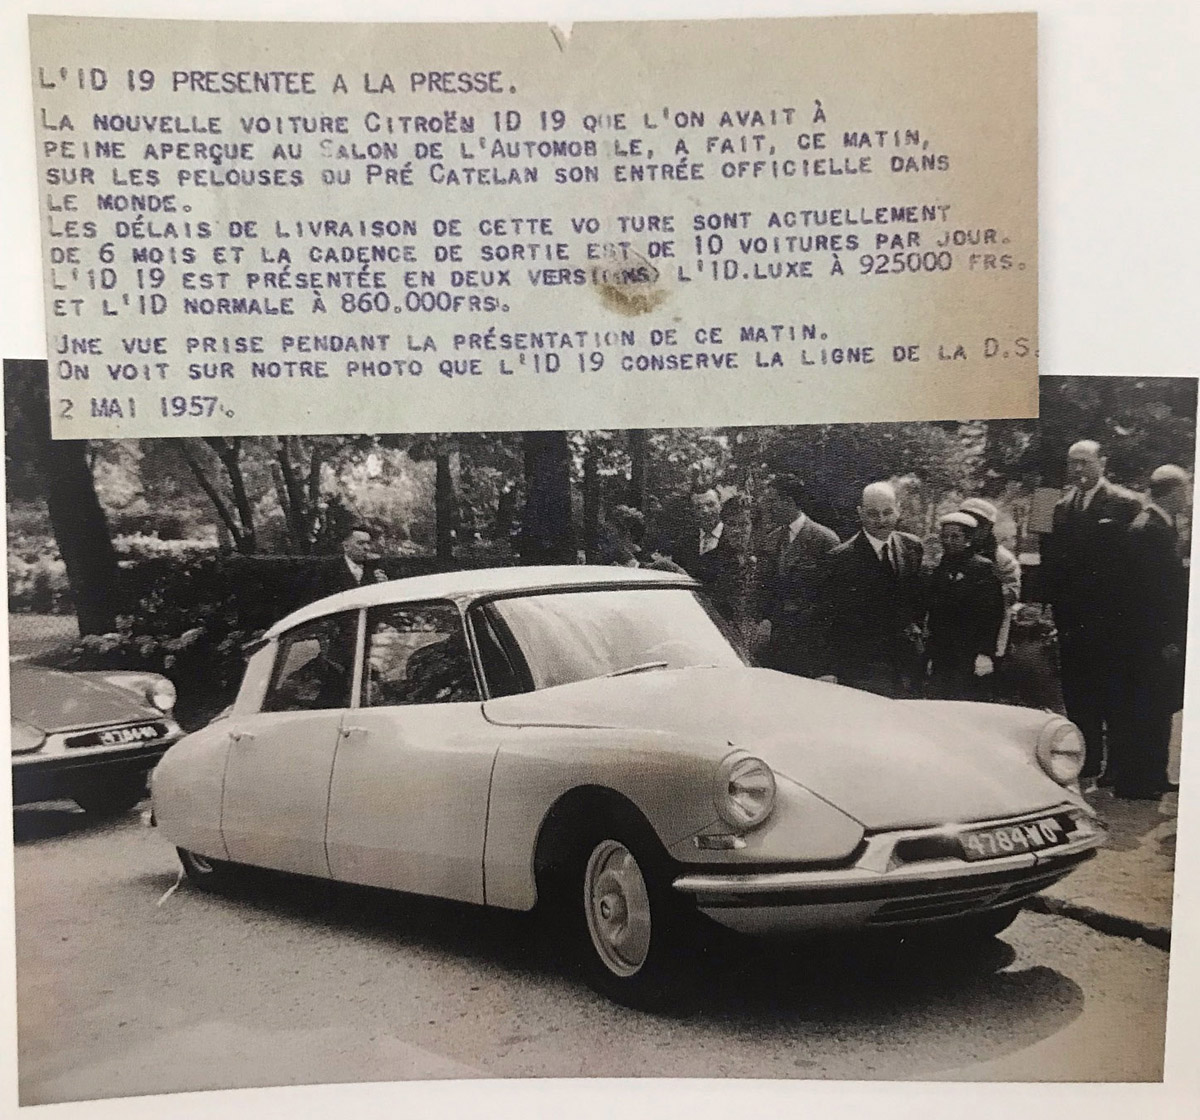 L'ID 19 PRESENTEE A LA PRESSE.
LA NOUVELLE VOITURE CITROËN ID 19 QUE L'ON AVAIT À
PEINE APERÇUE AU SALON DE L'AUTOMOB LE, A FAIT, CE MATIN,
SUR LES PELOUSES DU PRÉ CATELAN SON ENTRÉE OFFICIELLE DANS
LE MONDE.
LES DÉLAIS DE LIVRAISON DE CETTE VO TURE SONT ACTUELLEMENT
DE 6 MOIS ET LA CADENCE DE SORTIE EST DE 10 VOITURES PAR JOUR.
L'ID 19 EST PRÉSENTÉE EN DEUX VERSIONS) L'ID.LUXE À 925000 FRS.
ET L'ID NORMALE À 860.000FRS.
UNE VUE PRISE PENDANT LA PRÉSENTATION DE CE MATIN.
ON VOIT SUR NOTRE PHOTO QUE L'ID 19 CONSERVE LA LIGNE DE LA D.S.
2 MAI 1957.